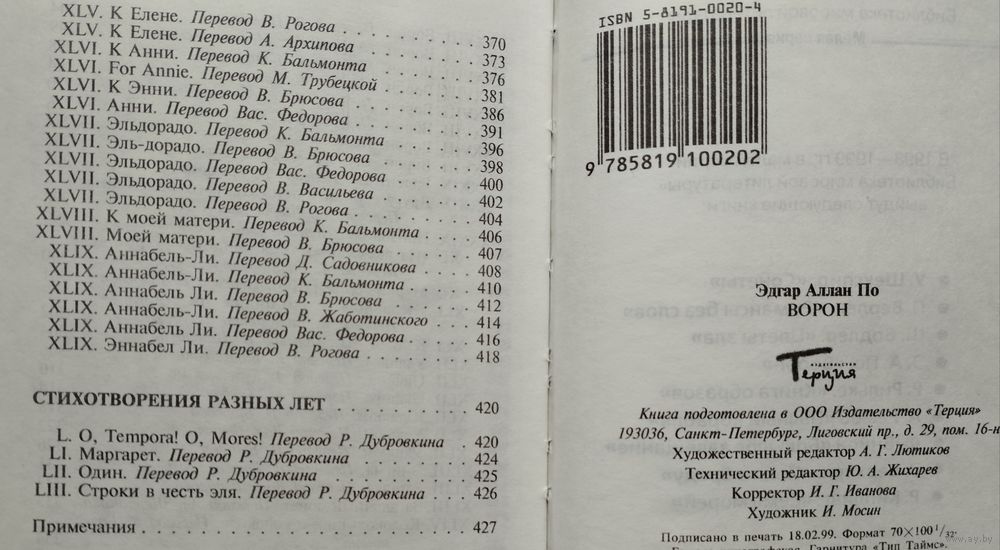 XLV. К Елене. Перевод В. Рогова
XLV. К Елене. Перевод А. Архипова . . . . . 370
XLVI. К Анни. Перевод К. Бальмонта . . . . . 373
XLVI. For Annie. Перевод М. Трубецкой . . . . . 376
XLVI. К Энни. Перевод В. Брюсова . . . . . 381
XLVI. Анни. Перевод Вас. Федорова . . . . . 386
XLVII. Эльдорадо. Перевод К. Бальмонта . . . . . 391
XLVII. Эль-дорадо. Перевод В. Брюсова . . . . . 396
XLVII. Эльдорадо. Перевод Вас. Федорова . . . . . 398
XLVII. Эльдорадо. Перевод В. Васильева . . . . . 400
XLVII. Эльдорадо. Перевод В. Рогова . . . . . 402
XLVIII. К моей матери. Перевод К. Бальмонта . . . . 404
XLVIII. Моей матери. Перевод В. Брюсова . . . . . 406
XLIX. Аннабель-Ли. Перевод Д. Садовникова . . . . 407
XLIX. Аннабель-Ли. Перевод К. Бальмонта . . . . . 408
XLIX. Аннабель Ли. Перевод В. Брюсова . . . . . 410
XLIX. Аннабель Ли. Перевод В. Жаботинского . . . . 412
XLIX. Аннабель Ли. Перевод Вас. Федорова . . . . . 414
XLIX. Эннабел Ли. Перевод В. Рогова . . . . . 416
418
СТИХОТВОРЕНИЯ РАЗНЫХ ЛЕТ . . . . . 420
L. O, Tempora! O, Mores! Перевод Р. Дубровкина . . 420
LI. Маргарет. Перевод Р. Дубровкина . . . . . 424
LII. Один. Перевод Р. Дубровкина . . . . . 425
LIII. Строки в честь эля. Перевод Р. Дубровкина . . . . 426
Примечания . . . . . 427
ISBN 5-8191-0020-4
9 785819 100202
Эдгар Аллан По
ВОРОН
ИЗДАТЕЛЬСТВО
Терция
Книга подготовлена в ООО Издательство «Терция»
193036, Санкт-Петербург, Лиговский пр., д. 29, пом. 16-н
Художественный редактор А. Г. Лютиков
Технический редактор Ю. А. Жихарев
Корректор И. Г. Иванова
Художник И. Мосин
Подписано в печать 18.02.99. Формат 70×100 1/32.
Гарнитура «Тип Таймс».
www.ay.by